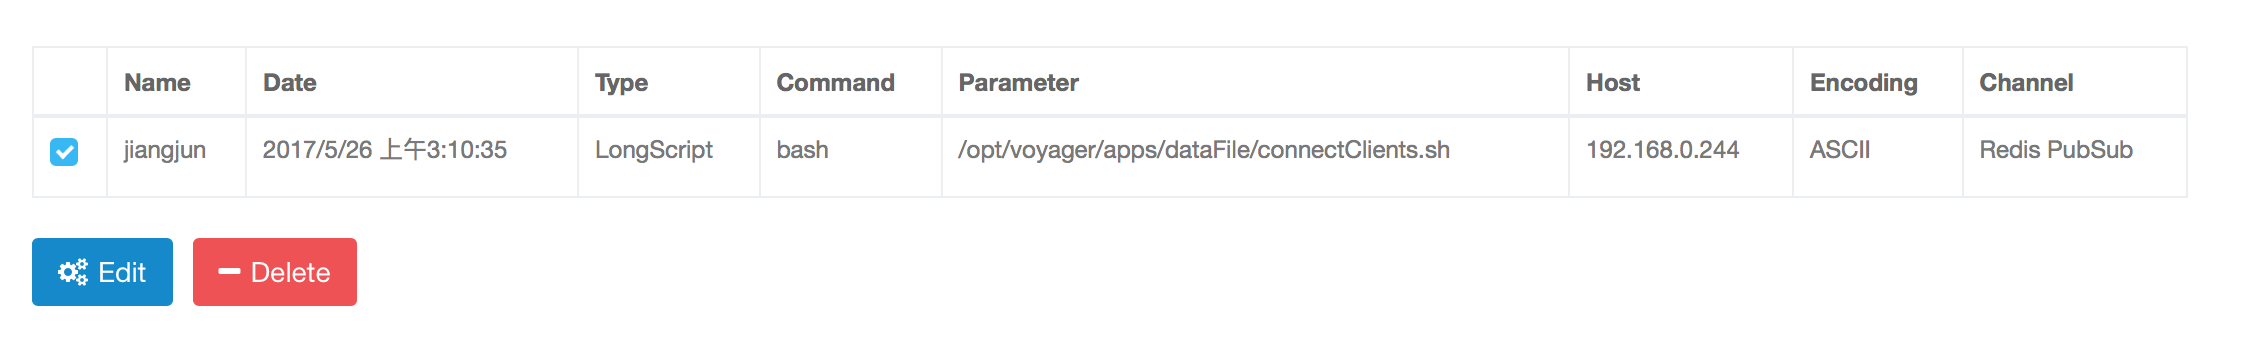 Name Date Type Command Parameter Host Encoding Channel
jiangjun 2017/5/26 上午3:10:35 LongScript bash /opt/voyager/apps/dataFile/connectClients.sh 192.168.0.244 ASCII Redis PubSub
Edit Delete